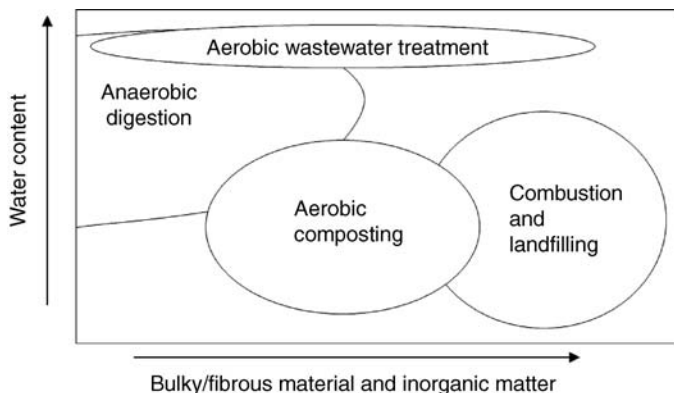 Aerobic wastewater treatment
Anaerobic
digestion
Water content
Aerobic
composting
Combustion
and
landfilling
Bulky/fibrous material and inorganic matter